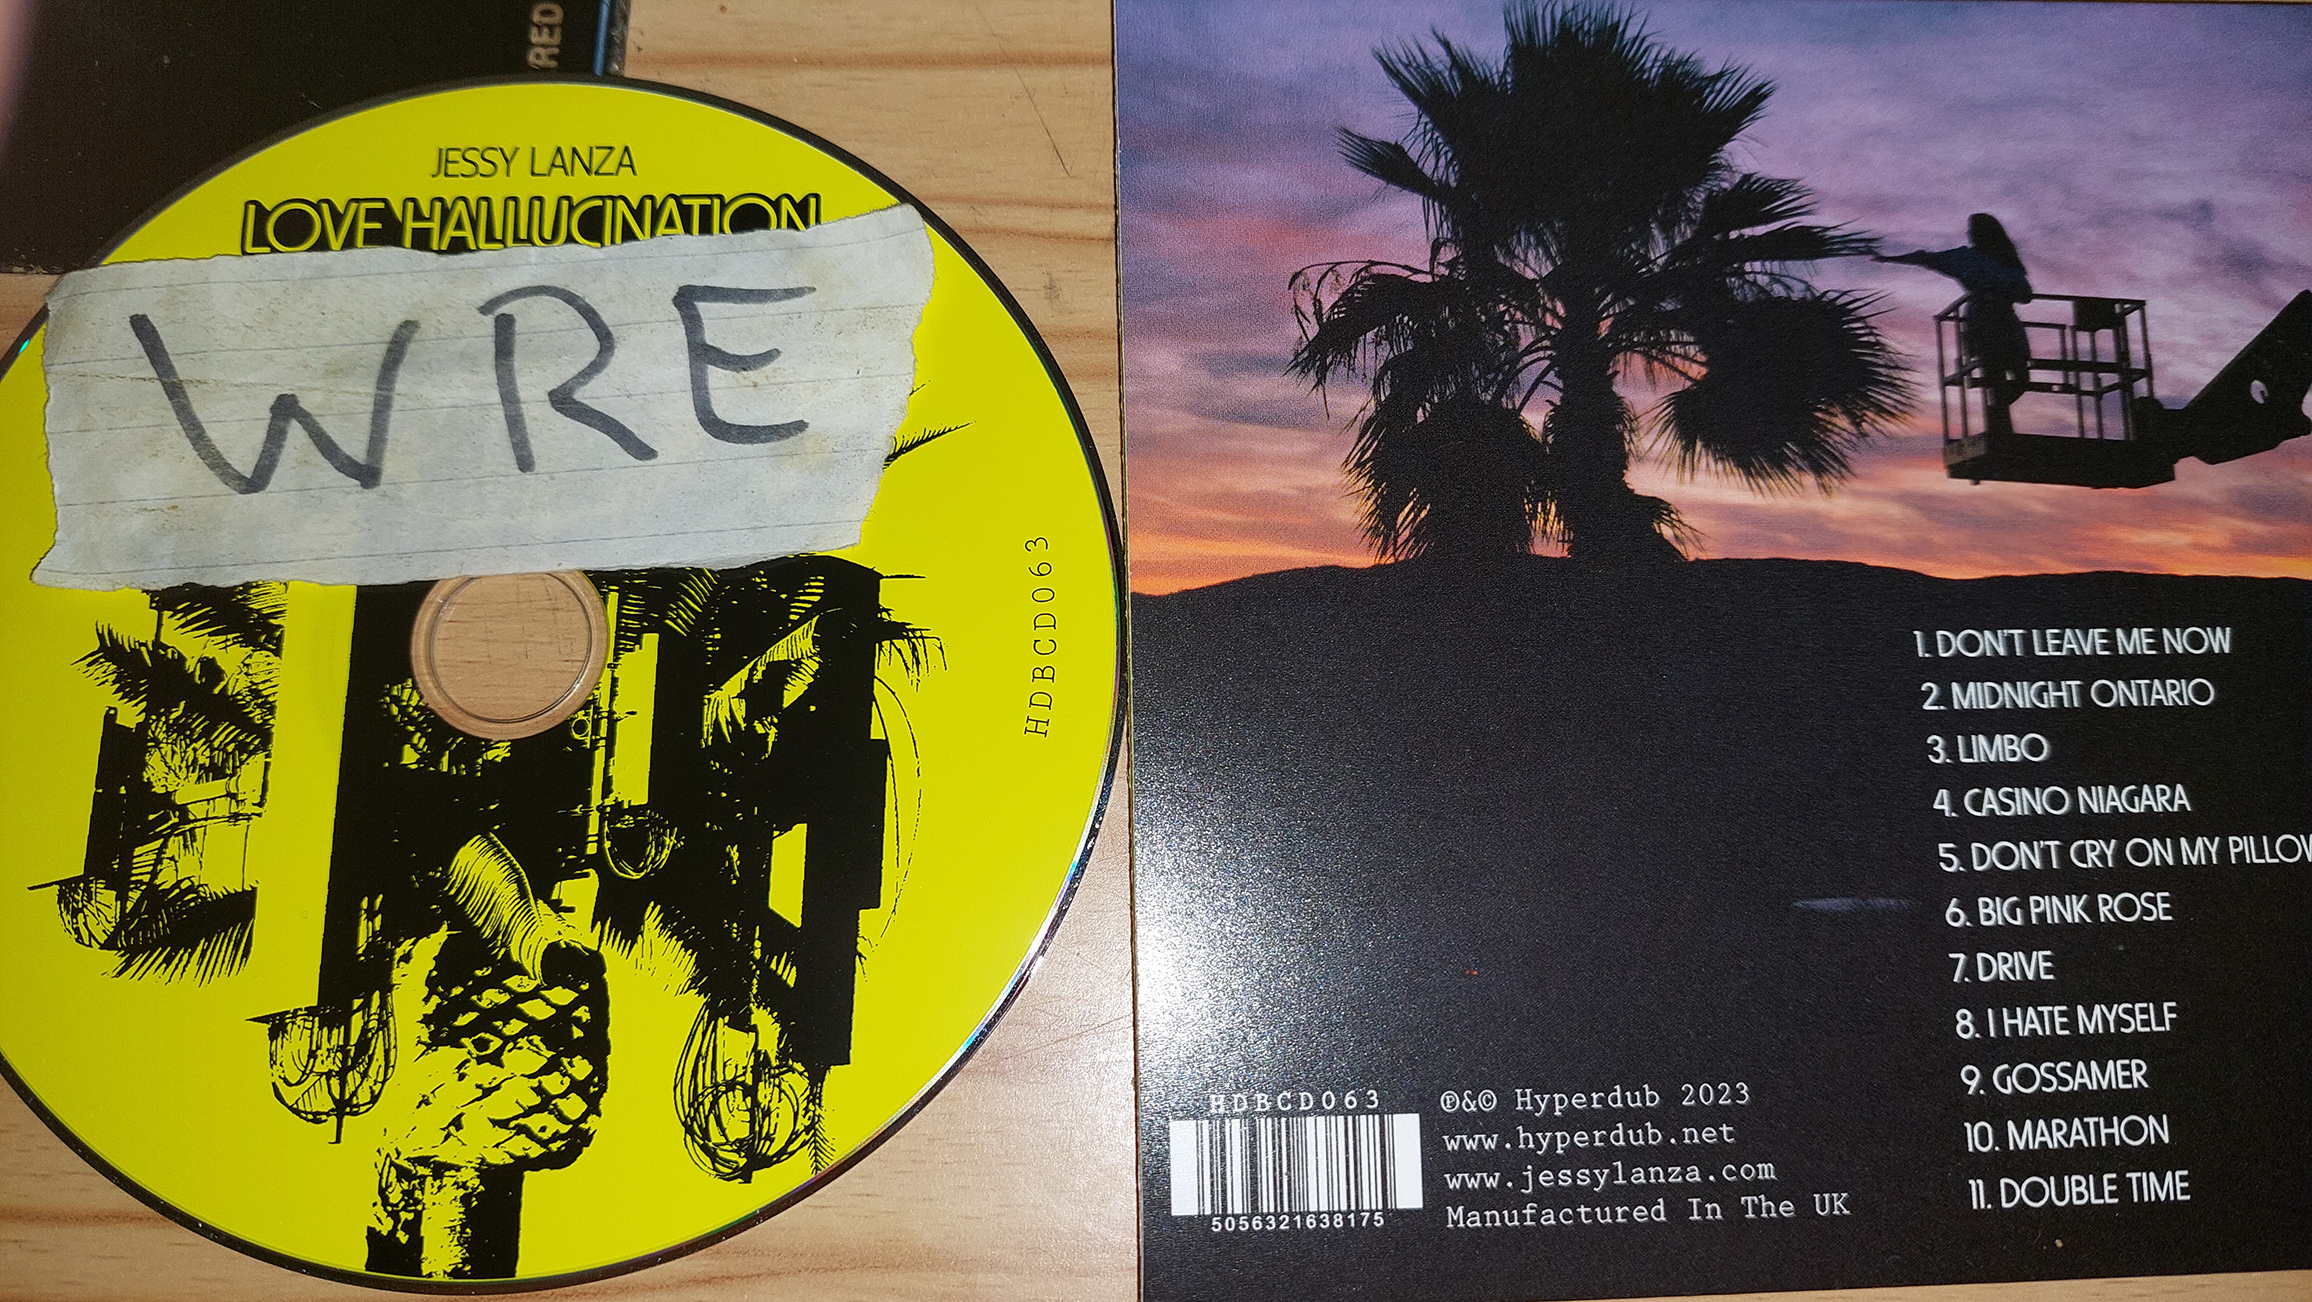 RED
JESSY LANZA
LOVE HALLUCINATION
WRE
HDBCD063
1. DON'T LEAVE ME NOW
2. MIDNIGHT ONTARIO
3. LIMBO
4. CASINO NIAGARA
5. DON'T CRY ON MY PILLOW
6. BIG PINK ROSE
7. DRIVE
8. I HATE MYSELF
9. GOSSAMER
10. MARATHON
11. DOUBLE TIME
HDBCD063
5056321638175
℗&© Hyperdub 2023
www.hyperdub.net
www.jessylanza.com
Manufactured In The UK